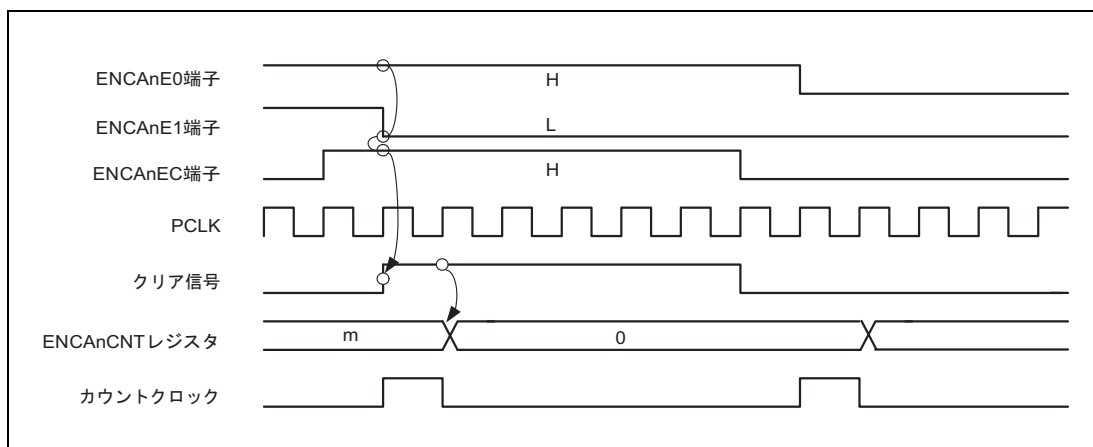 ENCAnE0端子
H
ENCAnE1端子
L
ENCAnEC端子
H
PCLK
クリア信号
ENCAnCNTレジスタ
m
0
カウントクロック